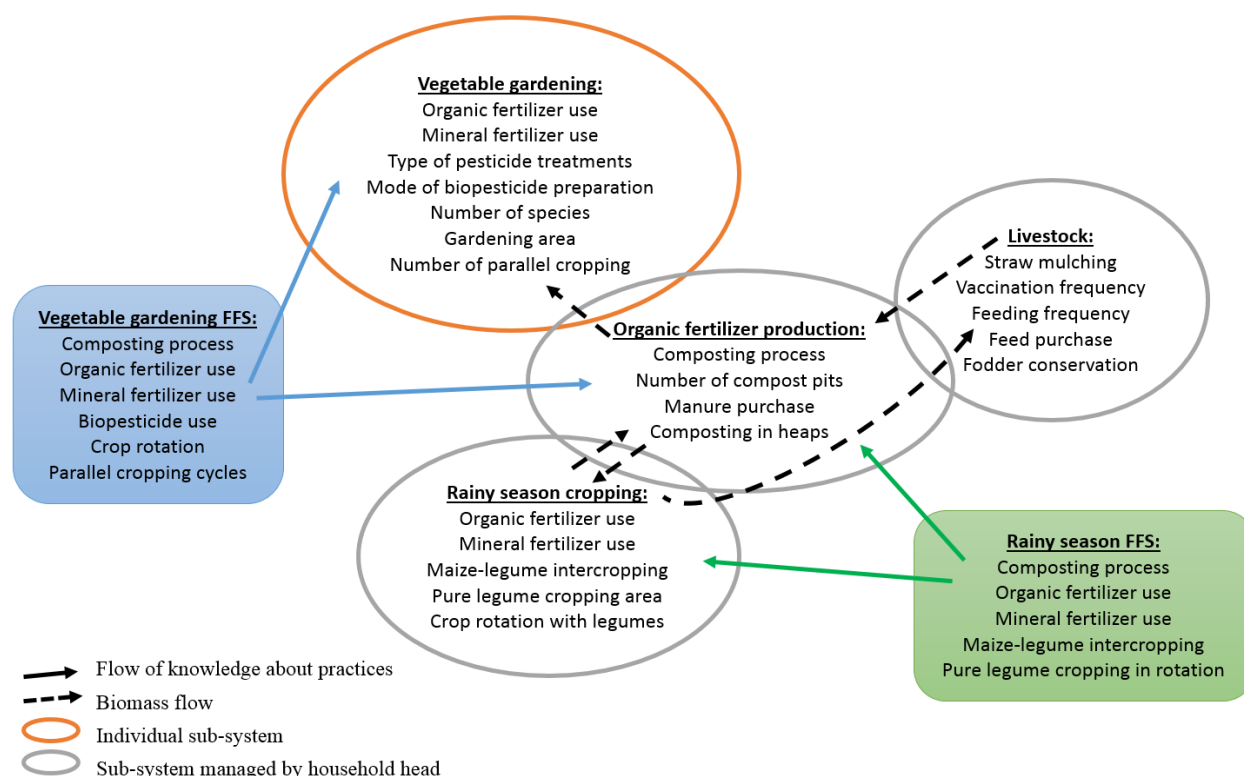 Vegetable gardening:
Organic fertilizer use
Mineral fertilizer use
Type of pesticide treatments
Mode of biopesticide preparation
Number of species
Gardening area
Number of parallel cropping
Livestock:
Straw mulching
Vaccination frequency
Feeding frequency
Feed purchase
Fodder conservation
Vegetable gardening FFS:
Composting process
Organic fertilizer use
Mineral fertilizer use
Biopesticide use
Crop rotation
Parallel cropping cycles
Organic fertilizer production:
Composting process
Number of compost pits
Manure purchase
Composting in heaps
Rainy season cropping:
Organic fertilizer use
Mineral fertilizer use
Maize-legume intercropping
Pure legume cropping area
Crop rotation with legumes
Rainy season FFS:
Composting process
Organic fertilizer use
Mineral fertilizer use
Maize-legume intercropping
Pure legume cropping in rotation
Flow of knowledge about practices
Biomass flow
Individual sub-system
Sub-system managed by household head